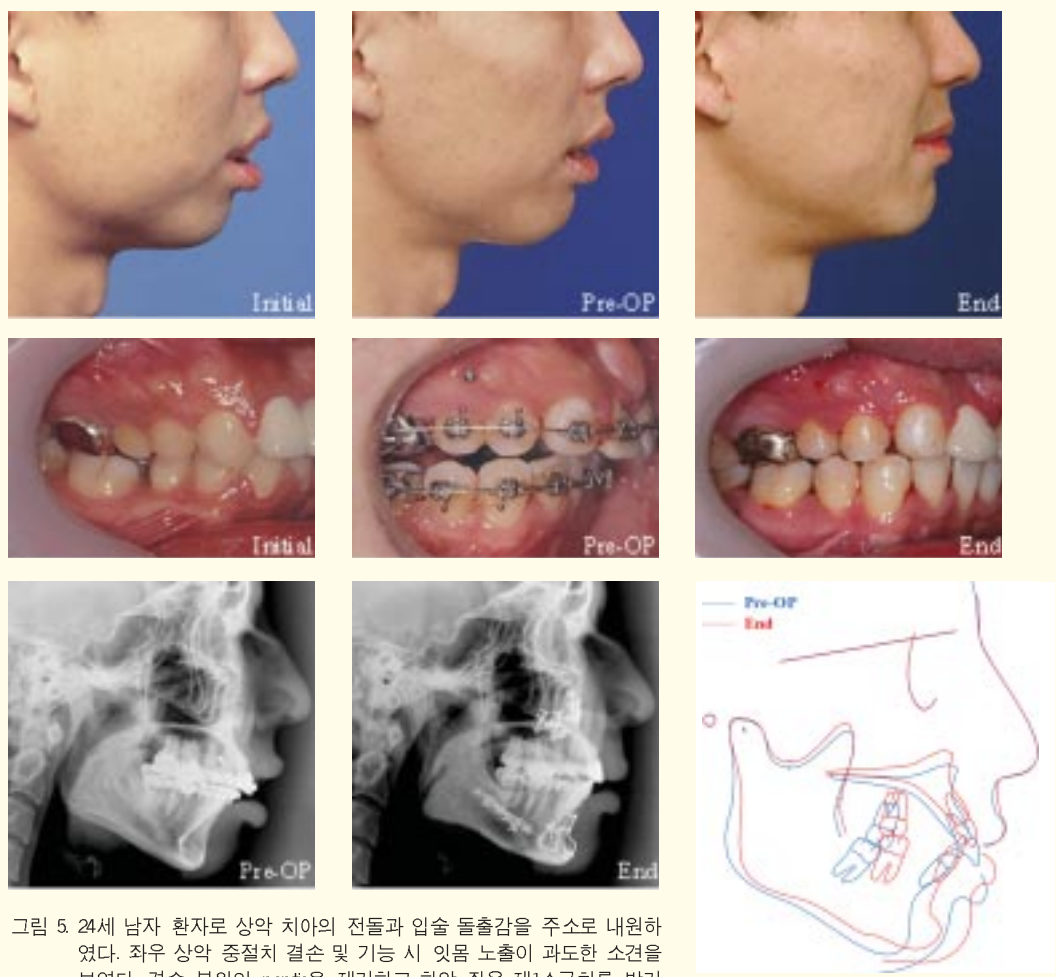 Initial
Pre-OP
End
Initial
Pre-OP
End
Pre-OP
End
Pre-OP
End
그림 5. 24세 남자 환자로 상악 치아의 전돌과 입술 돌출감을 주소로 내원하
였다. 좌우 상악 중절치 결손 및 기능 시 잇몸 노출이 과도한 소견을